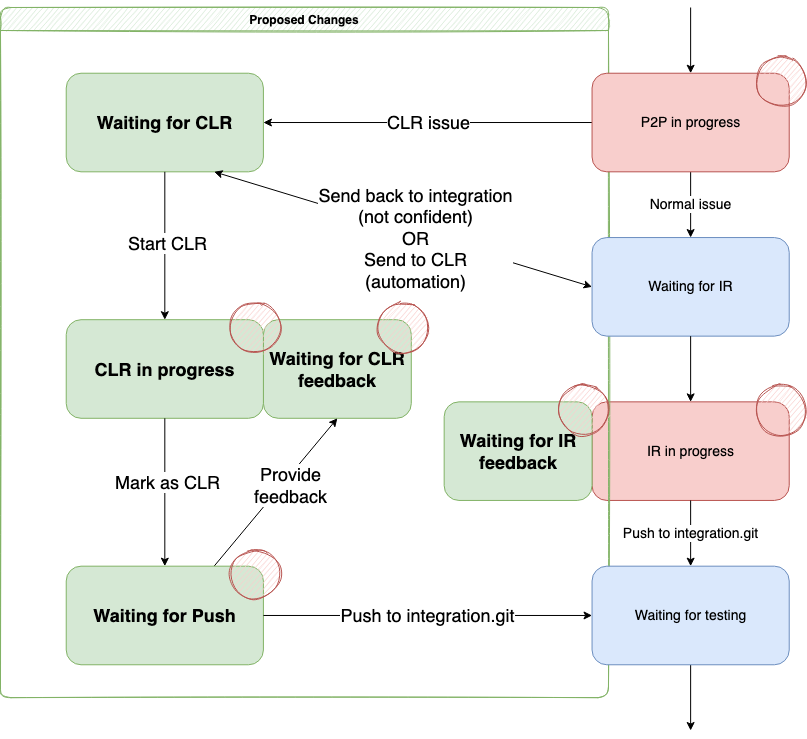 Proposed Changes
Waiting for CLR
CLR issue
P2P in progress
Send back to integration
(not confident)
OR
Send to CLR
(automation)
Normal issue
Start CLR
Waiting for IR
CLR in progress
Waiting for CLR
feedback
Waiting for IR
feedback
IR in progress
Mark as CLR
Provide
feedback
Push to integration.git
Waiting for Push
Push to integration.git
Waiting for testing